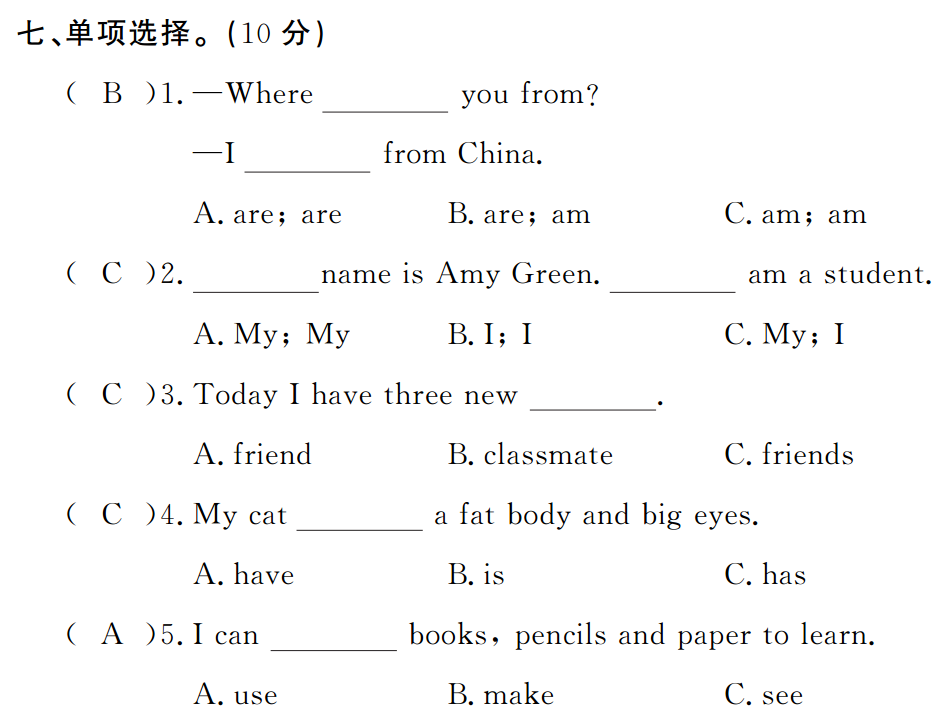 七、单项选择。(10 分)
( B )1. —Where ________ you from?
—I ________ from China.
A. are; are B. are; am C. am; am
( C )2. ________name is Amy Green. ________ am a student.
A. My; My B. I; I C. My; I
( C )3. Today I have three new ________.
A. friend B. classmate C. friends
( C )4. My cat ________ a fat body and big eyes.
A. have B. is C. has
( A )5. I can ________ books, pencils and paper to learn.
A. use B. make C. see